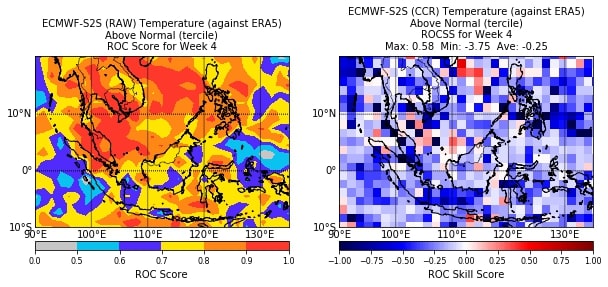 ECMWF-S2S (RAW) Temperature (against ERA5)
Above Normal (tercile)
ROC Score for Week 4
10°N
0°
10°S
90°E 100°E 110°E 120°E 130°E
0.0 0.5 0.6 0.7 0.8 0.9 1.0
ROC Score
ECMWF-S2S (CCR) Temperature (against ERA5)
Above Normal (tercile)
ROCSS for Week 4
Max: 0.58 Min: -3.75 Ave: -0.25
10°N
0°
10°S
90°E 100°E 110°E 120°E 130°E
−1.00 −0.75 −0.50 −0.25 0.00 0.25 0.50 0.75 1.00
ROC Skill Score